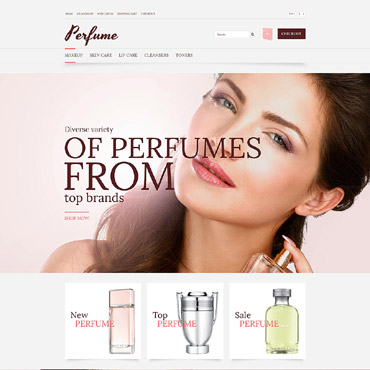 Perfume
Search
CHECKOUT
MAKEUP SKIN CARE LIP CARE CLEANSERS TONERS
Diverse variety
OF PERFUMES
FROM
top brands
SHOP NOW
New
PERFUME
Top
PERFUME
Sale
PERFUME